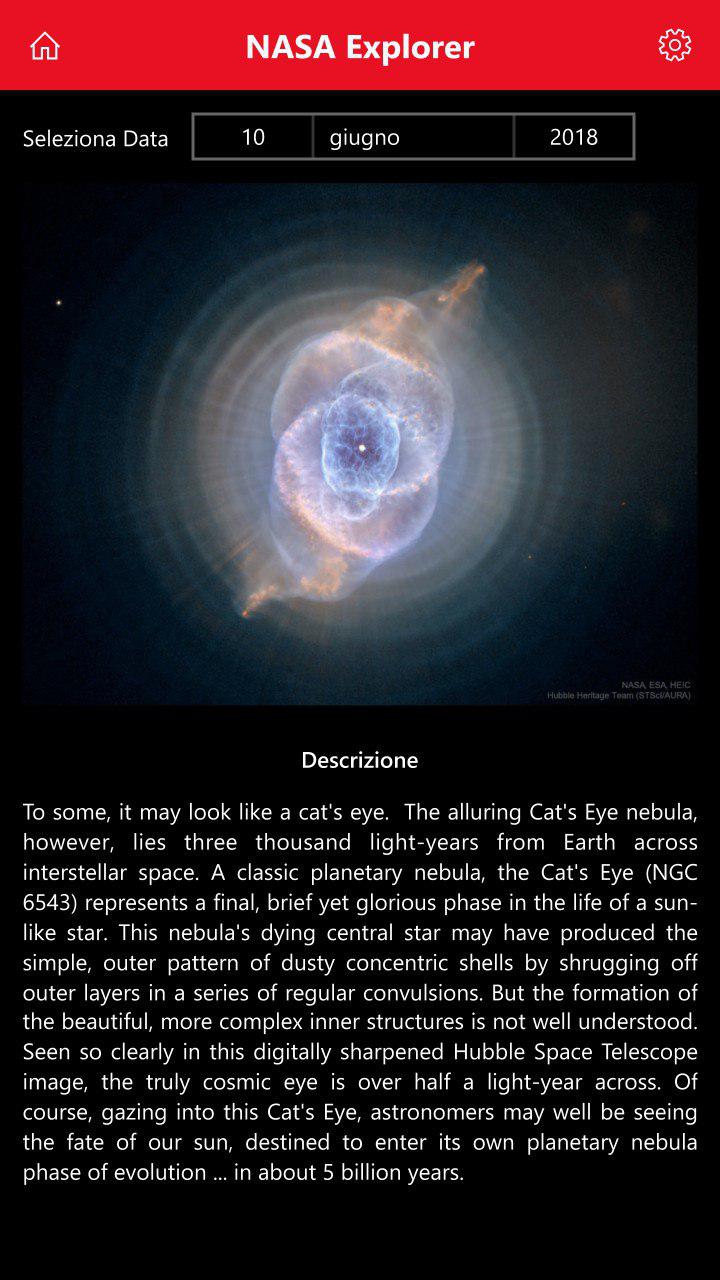 NASA Explorer
Seleziona Data 10 giugno 2018
NASA, ESA, HEIC
Hubble Heritage Team (STScI/AURA)
Descrizione
To some, it may look like a cat's eye.  The alluring Cat's Eye nebula,
however, lies three thousand light-years from Earth across
interstellar space. A classic planetary nebula, the Cat's Eye (NGC
6543) represents a final, brief yet glorious phase in the life of a sun-
like star. This nebula's dying central star may have produced the
simple, outer pattern of dusty concentric shells by shrugging off
outer layers in a series of regular convulsions. But the formation of
the beautiful, more complex inner structures is not well understood.
Seen so clearly in this digitally sharpened Hubble Space Telescope
image, the truly cosmic eye is over half a light-year across. Of
course, gazing into this Cat's Eye, astronomers may well be seeing
the fate of our sun, destined to enter its own planetary nebula
phase of evolution ... in about 5 billion years.